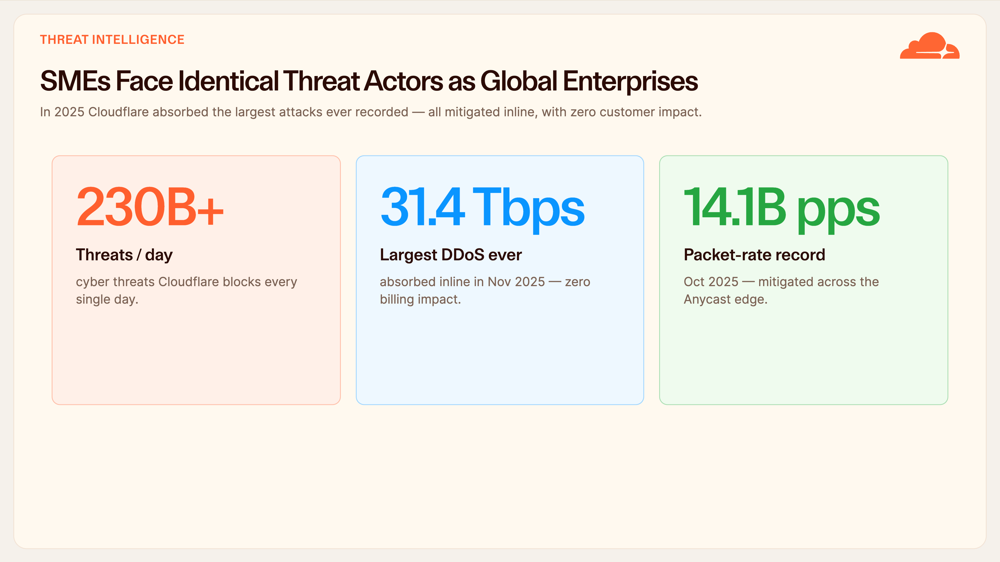 THREAT INTELLIGENCE
SMEs Face Identical Threat Actors as Global Enterprises
In 2025 Cloudflare absorbed the largest attacks ever recorded — all mitigated inline, with zero customer impact.
230B+
Threats / day
cyber threats Cloudflare blocks every
single day.
31.4 Tbps
Largest DDoS ever
absorbed inline in Nov 2025 — zero
billing impact.
14.1B pps
Packet-rate record
Oct 2025 — mitigated across the
Anycast edge.